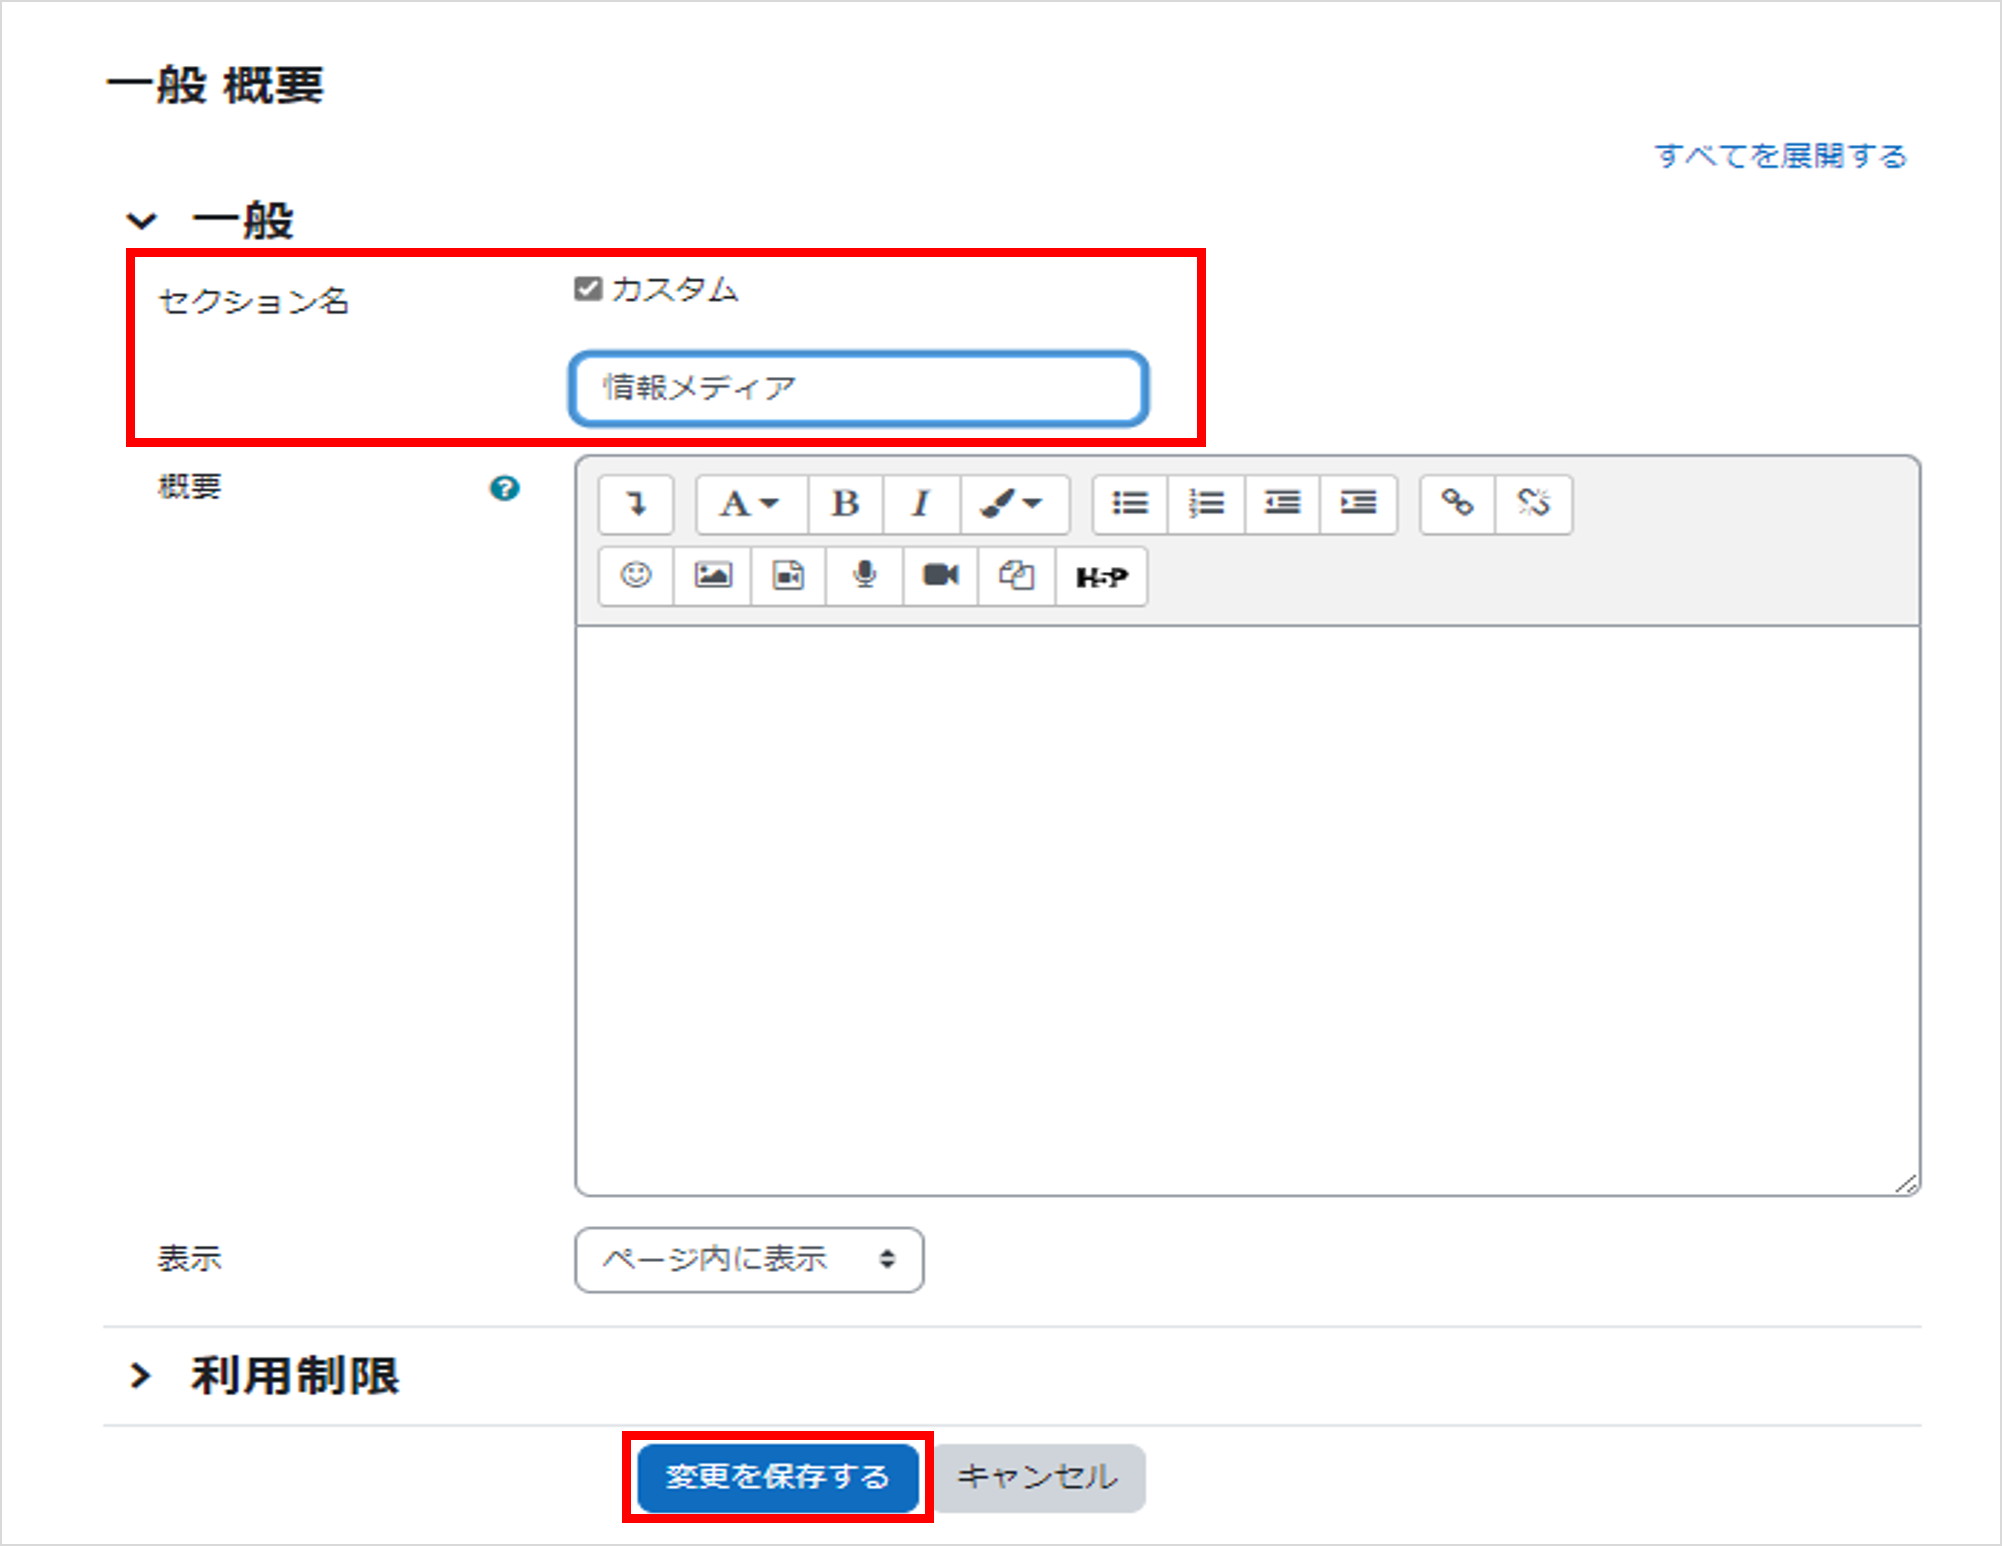 一般 概要
すべてを展開する
一般
セクション名
カスタム
情報メディア
概要
A B I
H5P
ページ内に表示
表示
利用制限
変更を保存する キャンセル